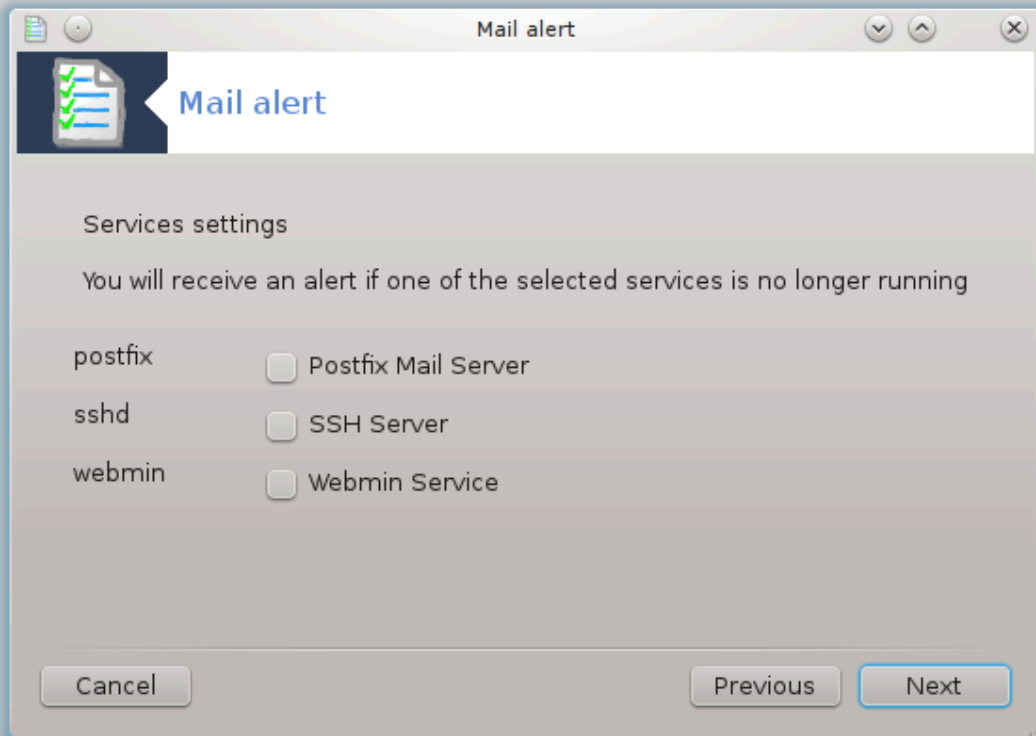 Mail alert
Mail alert
Services settings
You will receive an alert if one of the selected services is no longer running
postfix Postfix Mail Server
sshd SSH Server
webmin Webmin Service
Cancel Previous Next